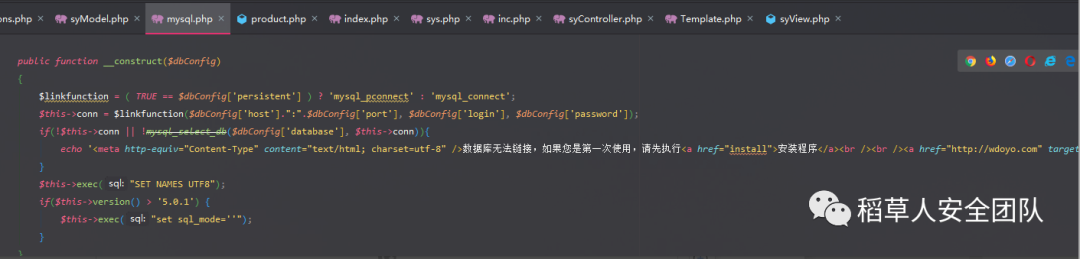 ons.php × syModel.php × mysql.php × product.php × index.php × sys.php × inc.php × syController.php × Template.php × syView.php ×
public function __construct($dbConfig)
{
$linkfunction = ( TRUE == $dbConfig['persistent'] ) ? 'mysql_pconnect' : 'mysql_connect';
$this->conn = $linkfunction($dbConfig['host'].":".$dbConfig['port'], $dbConfig['login'], $dbConfig['password']);
if(!$this->conn || !mysql_select_db($dbConfig['database'], $this->conn)){
echo '<meta http-equiv="Content-Type" content="text/html; charset=utf-8" />数据库无法链接，如果您是第一次使用，请先执行<a href="install">安装程序</a><br /><br /><a href="http://wdoyo.com" target
}
$this->exec( sql: "SET NAMES UTF8");
if($this->version() > '5.0.1') {
$this->exec( sql: "set sql_mode=''");
}
}
稻草人安全团队